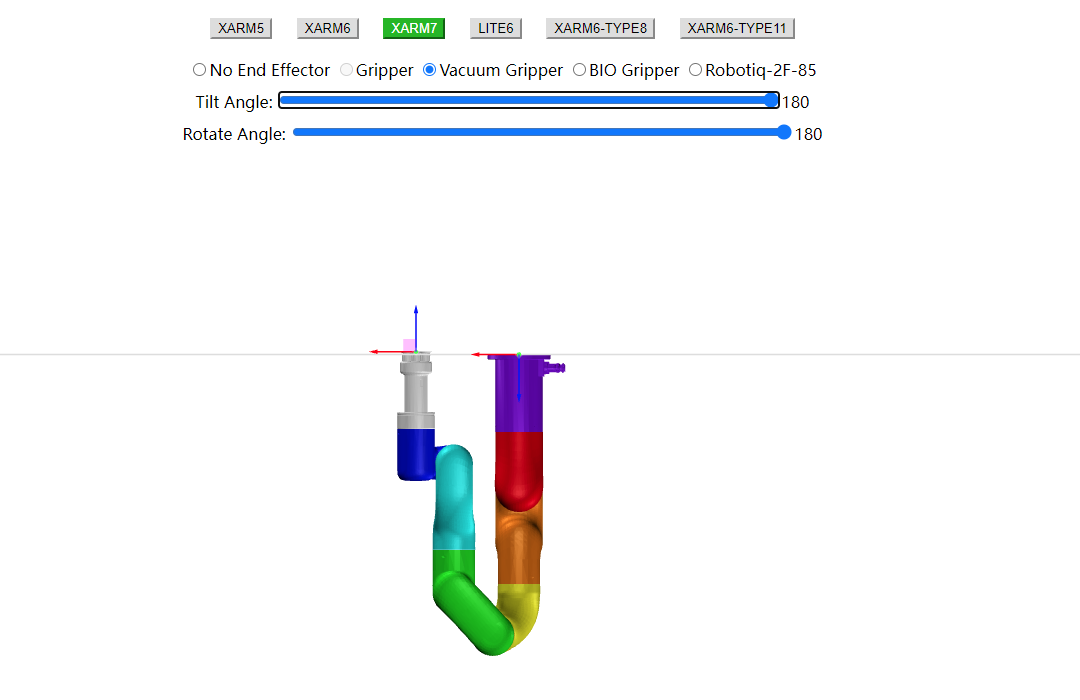 XARM5 XARM6 XARM7 LITE6 XARM6-TYPE8 XARM6-TYPE11
No End Effector Gripper Vacuum Gripper BIO Gripper Robotiq-2F-85
Tilt Angle: 180
Rotate Angle: 180